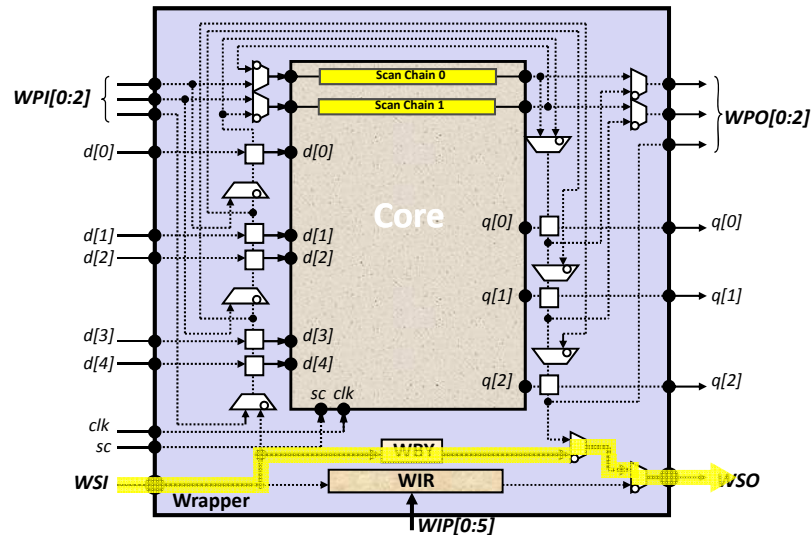 Scan Chain 0
WPI[0:2]
Scan Chain 1
WPO[0:2]
d[0]
d[0]
Core
q[0]
q[0]
d[1]
d[1]
d[2]
d[2]
q[1]
q[1]
d[3]
d[3]
d[4]
d[4]
q[2]
q[2]
sc
clk
clk
sc
WBY
WSI
WIR
WSO
Wrapper
WIP[0:5]